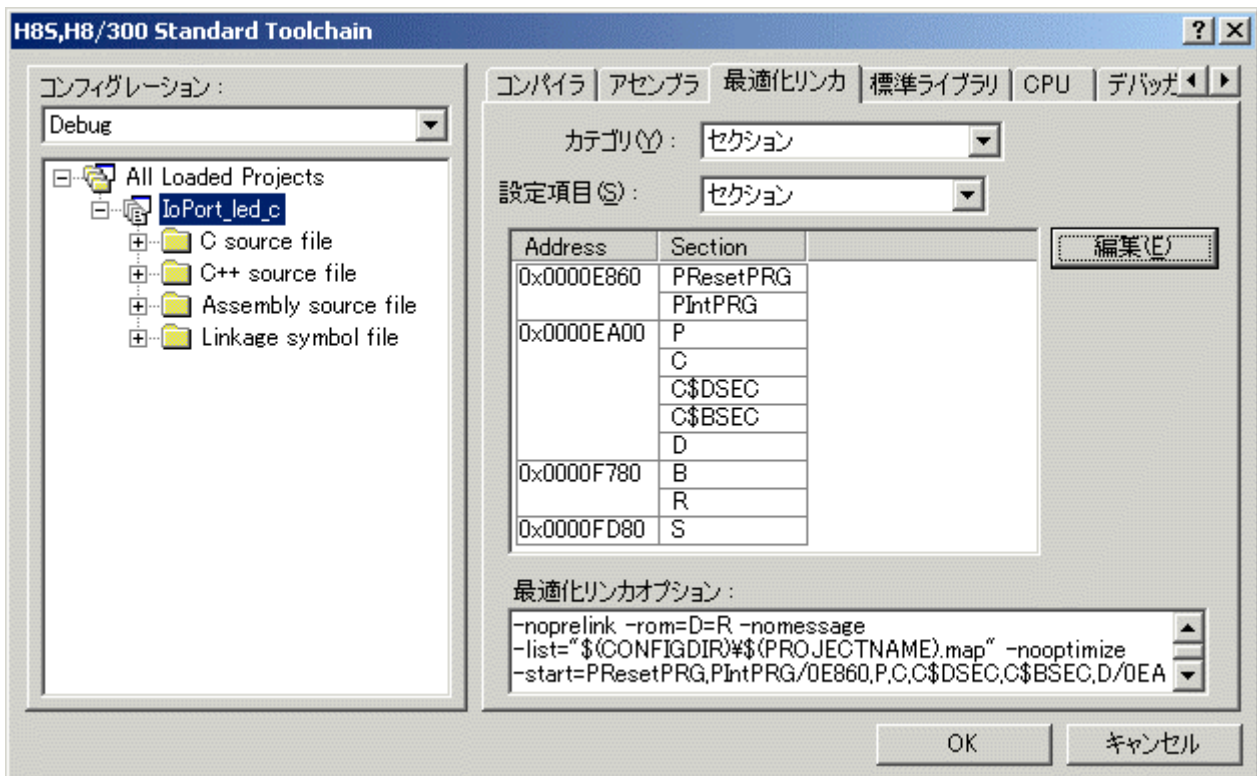 H8S,H8/300 Standard Toolchain
コンフィグレーション :
Debug
All Loaded Projects
IoPort_led_c
C source file
C++ source file
Assembly source file
Linkage symbol file
コンパイラ アセンブラ 最適化リンカ 標準ライブラリ CPU デバッガ
カテゴリ(Y) : セクション
設定項目(S) : セクション
Address Section
編集(E)
0x0000E860 PResetPRG
PIntPRG
0x0000EA00 P
C
C$DSEC
C$BSEC
D
0x0000F780 B
R
0x0000FD80 S
最適化リンカオプション :
-noprelink -rom=D=R -nomessage
-list="$(CONFIGDIR)¥$(PROJECTNAME).map" -nooptimize
-start=PResetPRG,PIntPRG/0E860,P,C,C$DSEC,C$BSEC,D/0EA
OK キャンセル